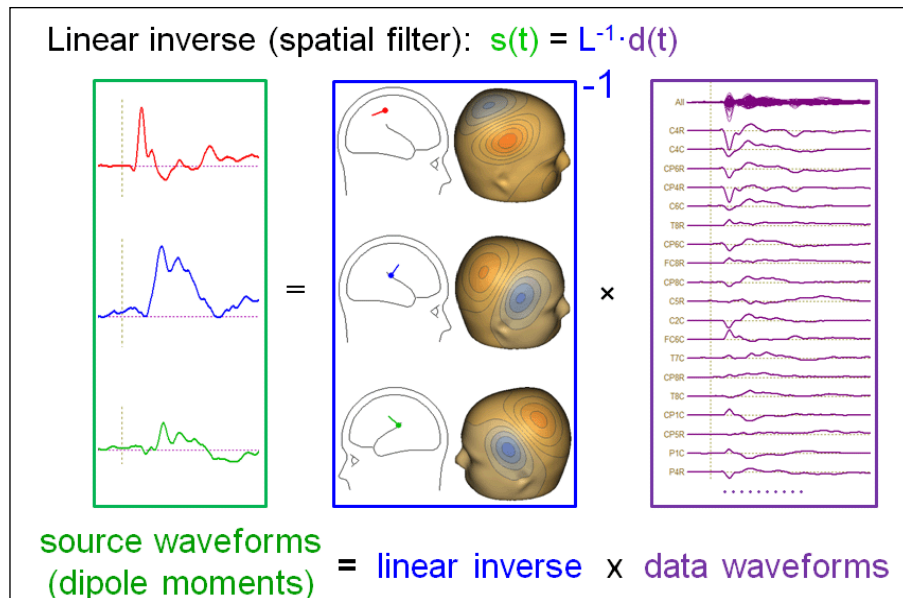 Linear inverse (spatial filter): s(t) = L⁻¹·d(t)
-1
All
C4R
C4C
CP6R
CP4R
C6C
T8R
CP6C
FC8R
CP8C
C5R
C2C
FC6C
T7C
CP8R
T8C
CP1C
CP5R
P1C
P4R
=
×
source waveforms
(dipole moments)
= linear inverse x data waveforms